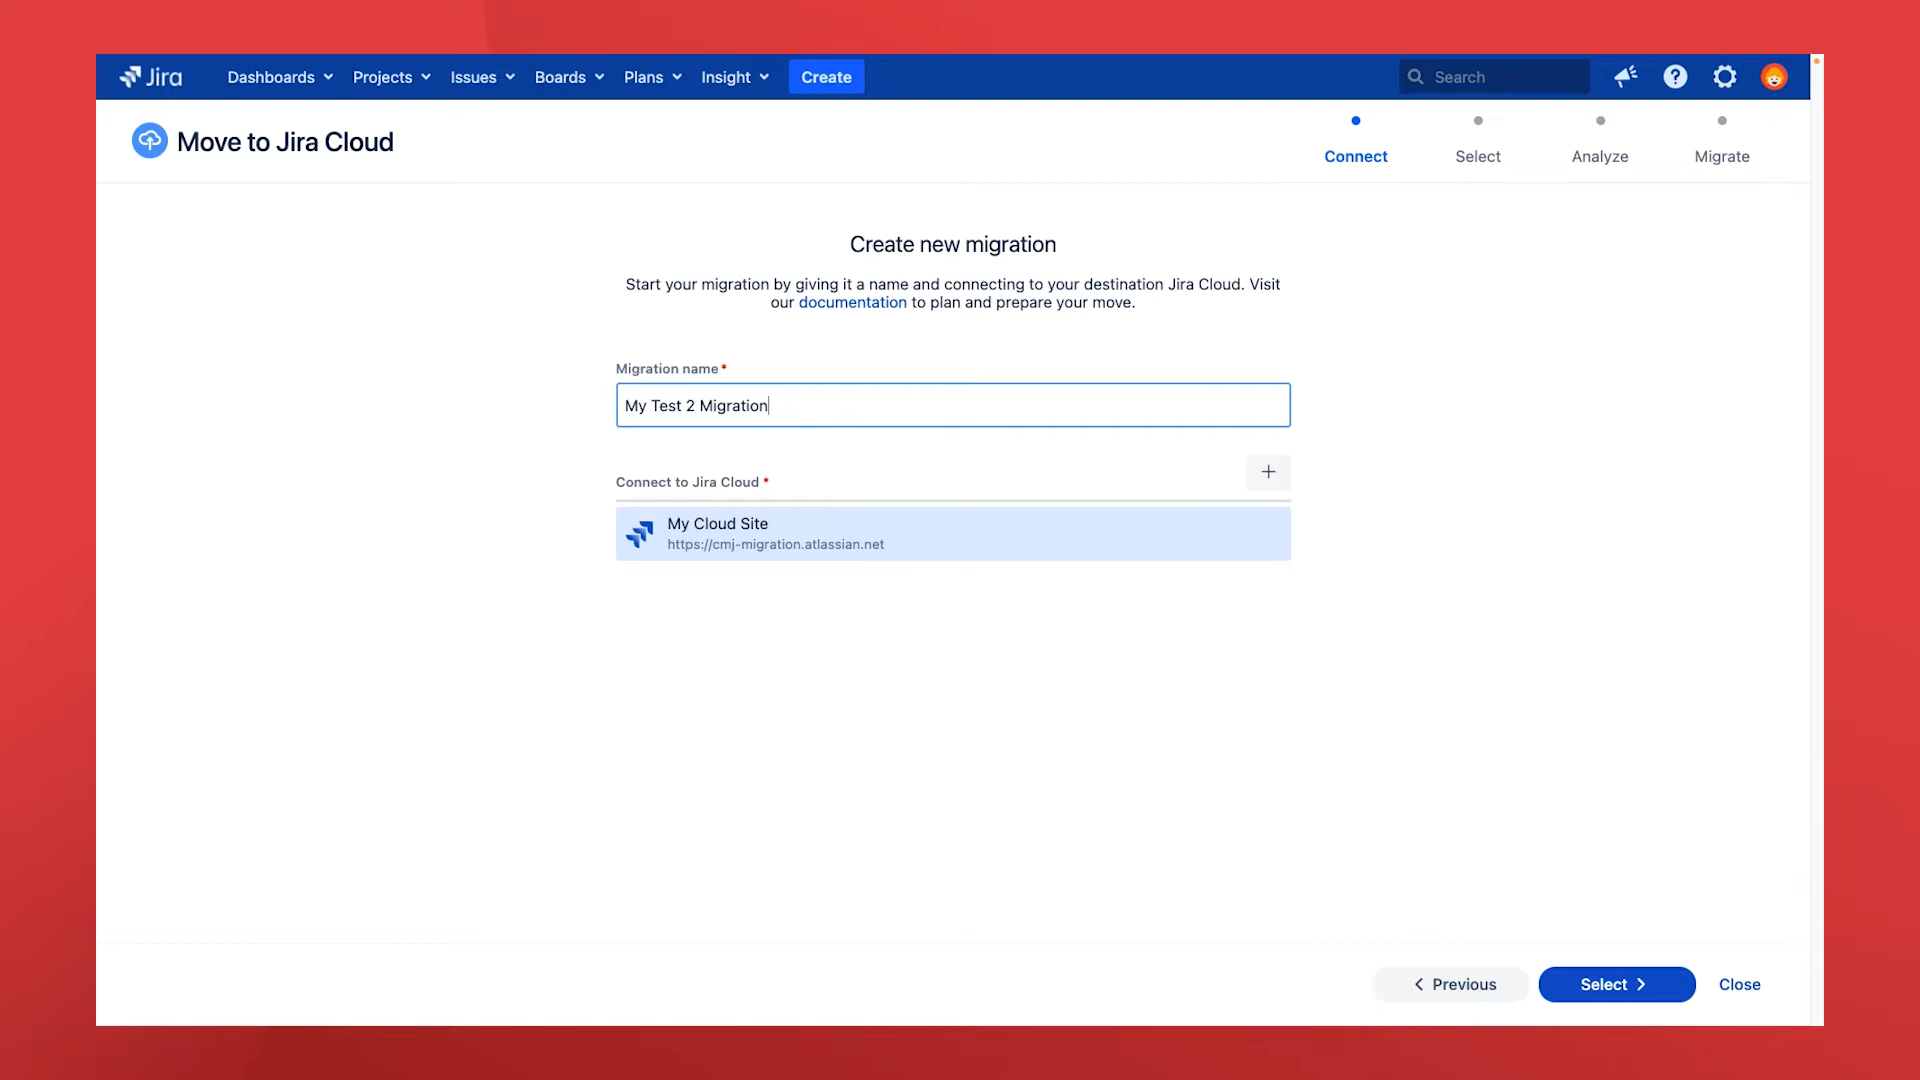 Jira
Dashboards Projects Issues Boards Plans Insight Create Search
Move to Jira Cloud
Connect Select Analyze Migrate
Create new migration
Start your migration by giving it a name and connecting to your destination Jira Cloud. Visit
our documentation to plan and prepare your move.
Migration name *
My Test 2 Migration
Connect to Jira Cloud *
My Cloud Site
https://cmj-migration.atlassian.net
Previous Select Close